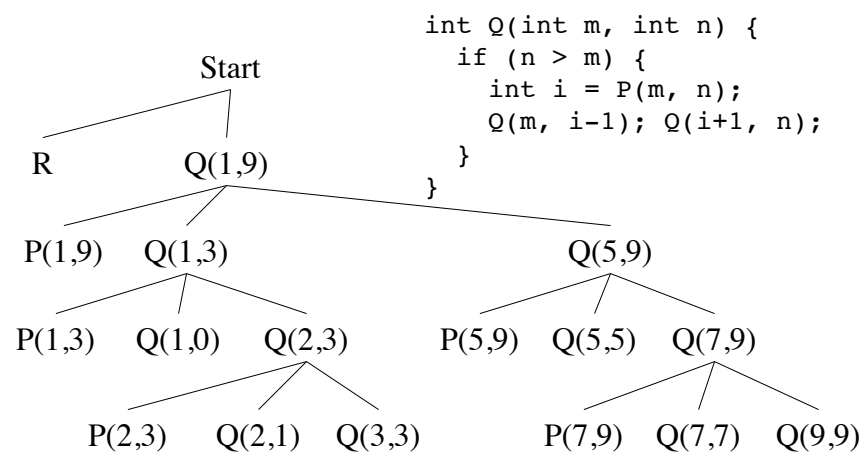 int Q(int m, int n) {
if (n > m) {
int i = P(m, n);
Q(m, i-1); Q(i+1, n);
}
}
Start
R Q(1,9)
P(1,9) Q(1,3) Q(5,9)
P(1,3) Q(1,0) Q(2,3) P(5,9) Q(5,5) Q(7,9)
P(2,3) Q(2,1) Q(3,3) P(7,9) Q(7,7) Q(9,9)